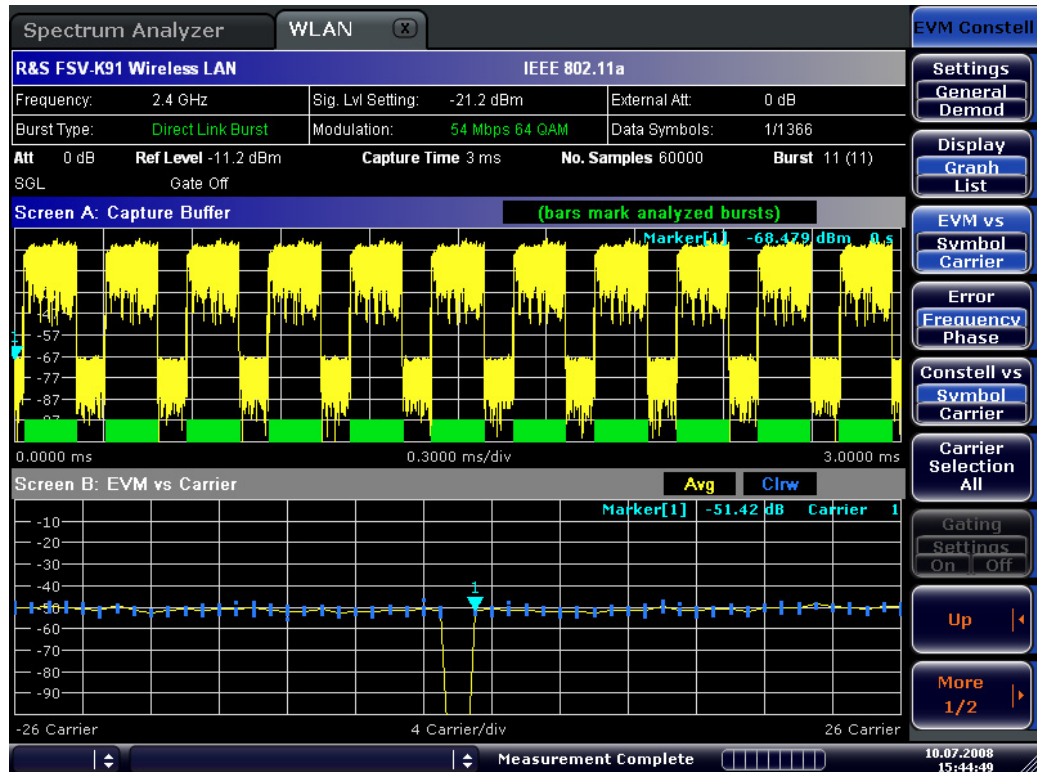 Spectrum Analyzer
WLAN
X
EVM Constell
R&S FSV-K91 Wireless LAN
IEEE 802.11a
Frequency: 2.4 GHz Sig. Lvl Setting: -21.2 dBm External Att: 0 dB
Burst Type: Direct Link Burst Modulation: 54 Mbps 64 QAM Data Symbols: 1/1366
Att 0 dB Ref Level -11.2 dBm Capture Time 3 ms No. Samples 60000 Burst 11 (11)
SGL Gate Off
Screen A: Capture Buffer
(bars mark analyzed bursts)
Marker[1] -68.479 dBm 0 s
1
-57
-67
-77
-87
0.0000 ms
0.3000 ms/div
3.0000 ms
Screen B: EVM vs Carrier
Avg
Clrw
Marker[1] -51.42 dB Carrier 1
-10
-20
-30
-40
-50
1
-60
-70
-80
-90
-26 Carrier
4 Carrier/div
26 Carrier
Measurement Complete
10.07.2008
15:44:49
Settings
General
Demod
Display
Graph
List
EVM vs
Symbol
Carrier
Error
Frequency
Phase
Constell vs
Symbol
Carrier
Carrier
Selection
All
Gating
Settings
On Off
Up
More
1/2